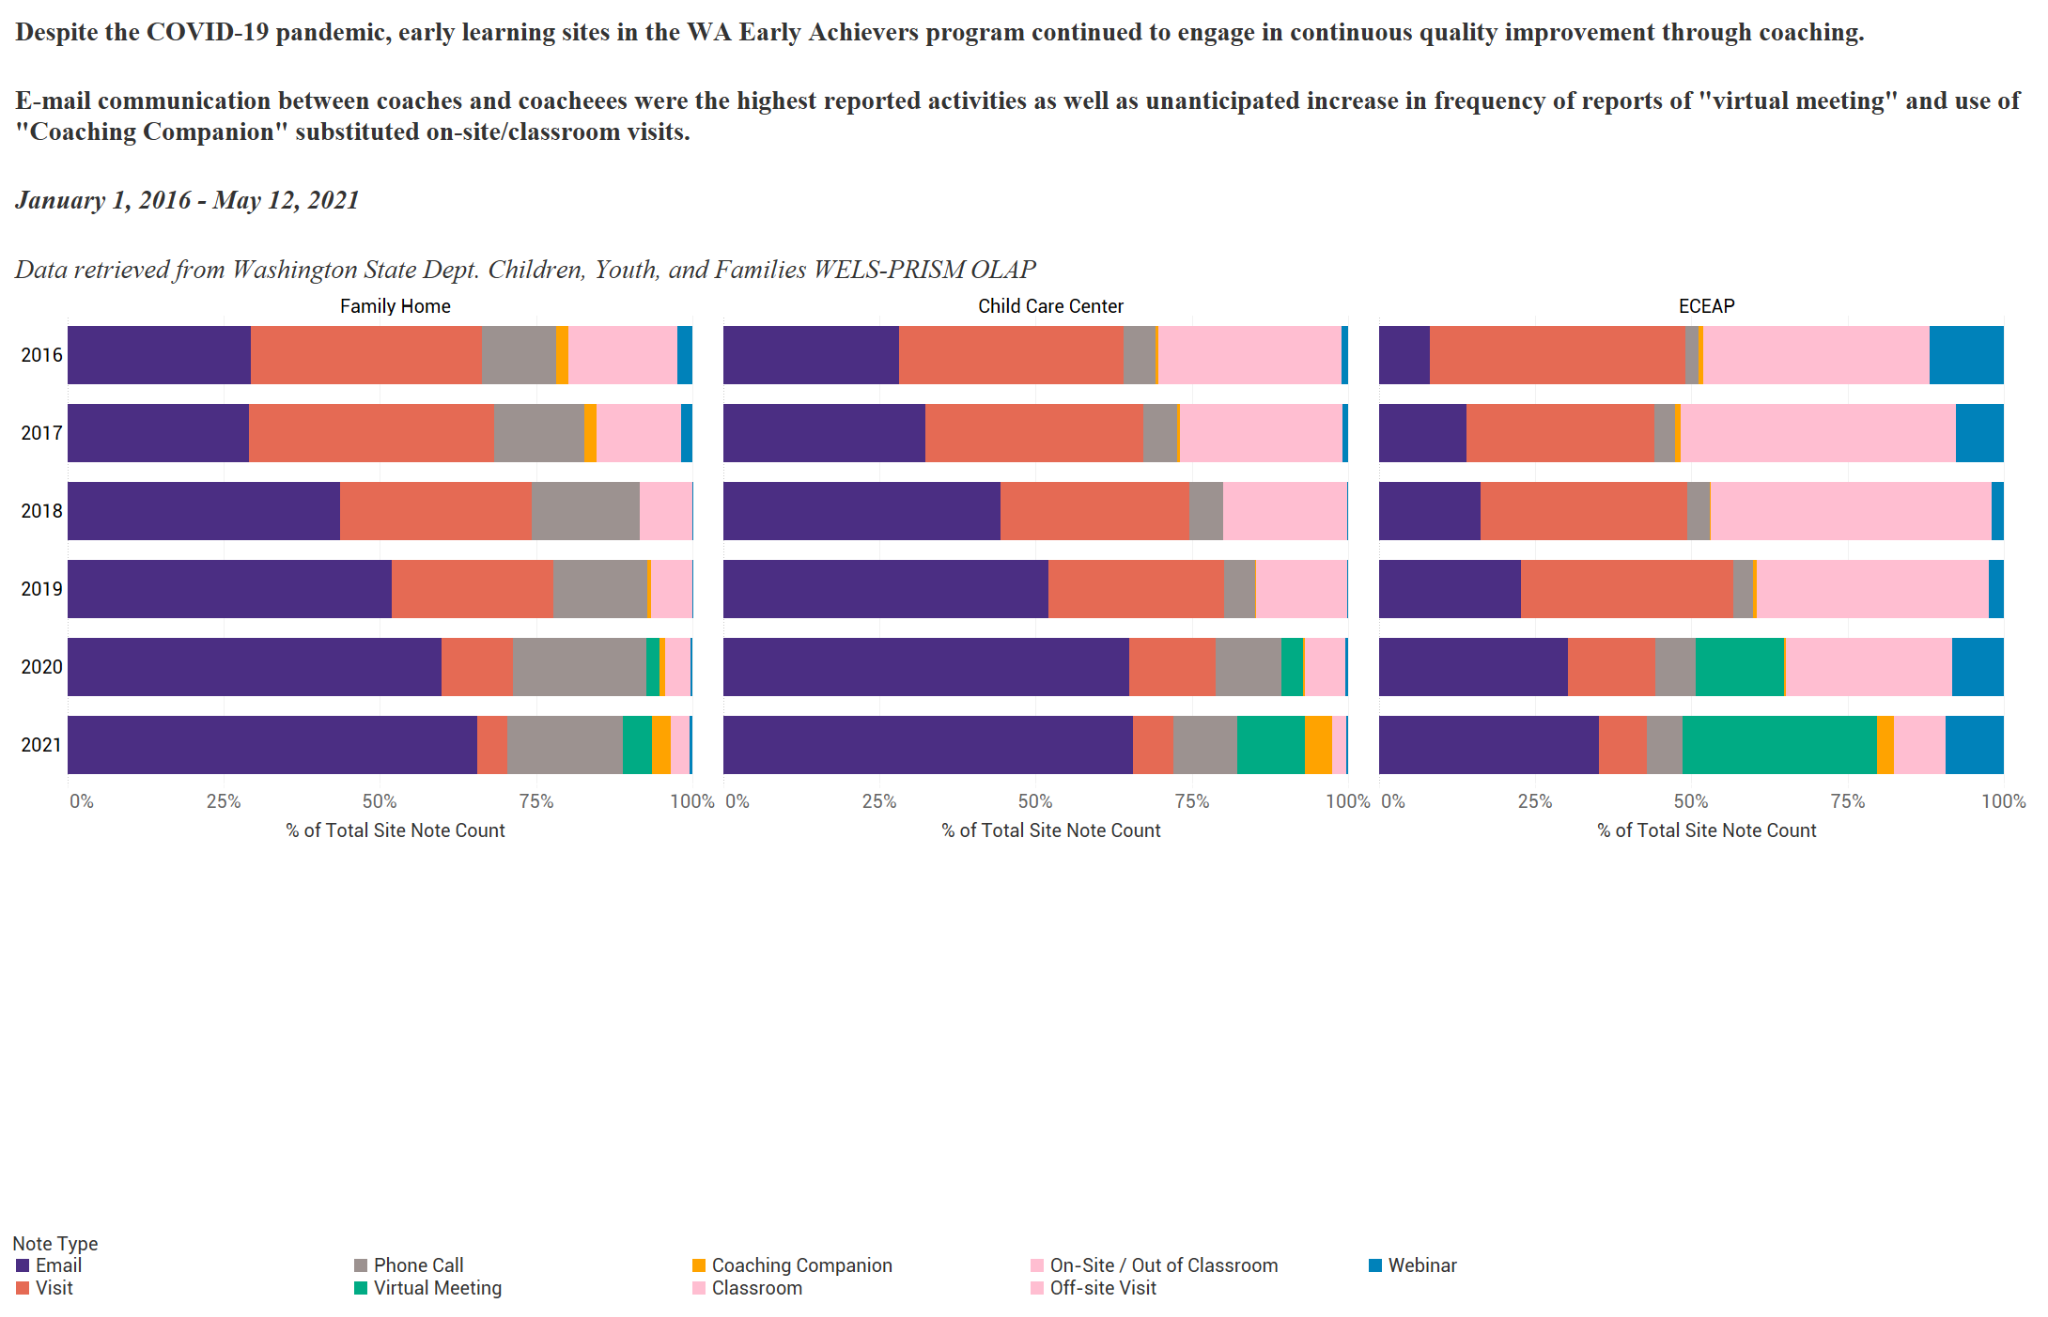 Despite the COVID-19 pandemic, early learning sites in the WA Early Achievers program continued to engage in continuous quality improvement through coaching.
E-mail communication between coaches and coacheees were the highest reported activities as well as unanticipated increase in frequency of reports of "virtual meeting" and use of
"Coaching Companion" substituted on-site/classroom visits.
January 1, 2016 - May 12, 2021
Data retrieved from Washington State Dept. Children, Youth, and Families WELS-PRISM OLAP
Family Home Child Care Center ECEAP
2016
2017
2018
2019
2020
2021
0% 25% 50% 75% 100% 0% 25% 50% 75% 100% 0% 25% 50% 75% 100%
% of Total Site Note Count % of Total Site Note Count % of Total Site Note Count
Note Type
Email Phone Call Coaching Companion On-Site / Out of Classroom Webinar
Visit Virtual Meeting Classroom Off-site Visit